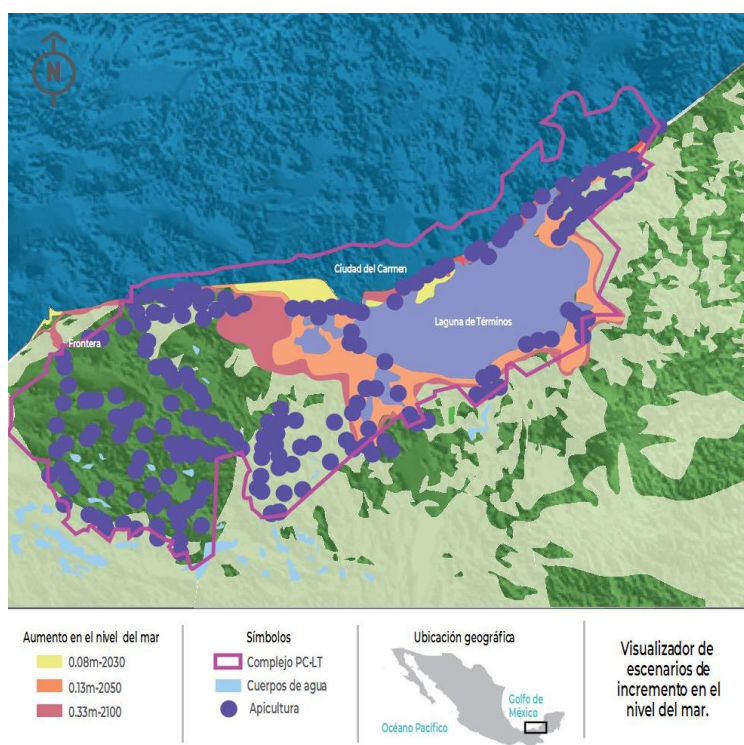 N
Ciudad del Carmen
Laguna de Términos
Frontera
Aumento en el nivel del mar
0.08m-2030
0.13m-2050
0.33m-2100
Símbolos
Complejo PC-LT
Cuerpos de agua
Apicultura
Ubicación geográfica
Golfo de
México
Océano Pacífico
Visualizador de
escenarios de
incremento en el
nivel del mar.